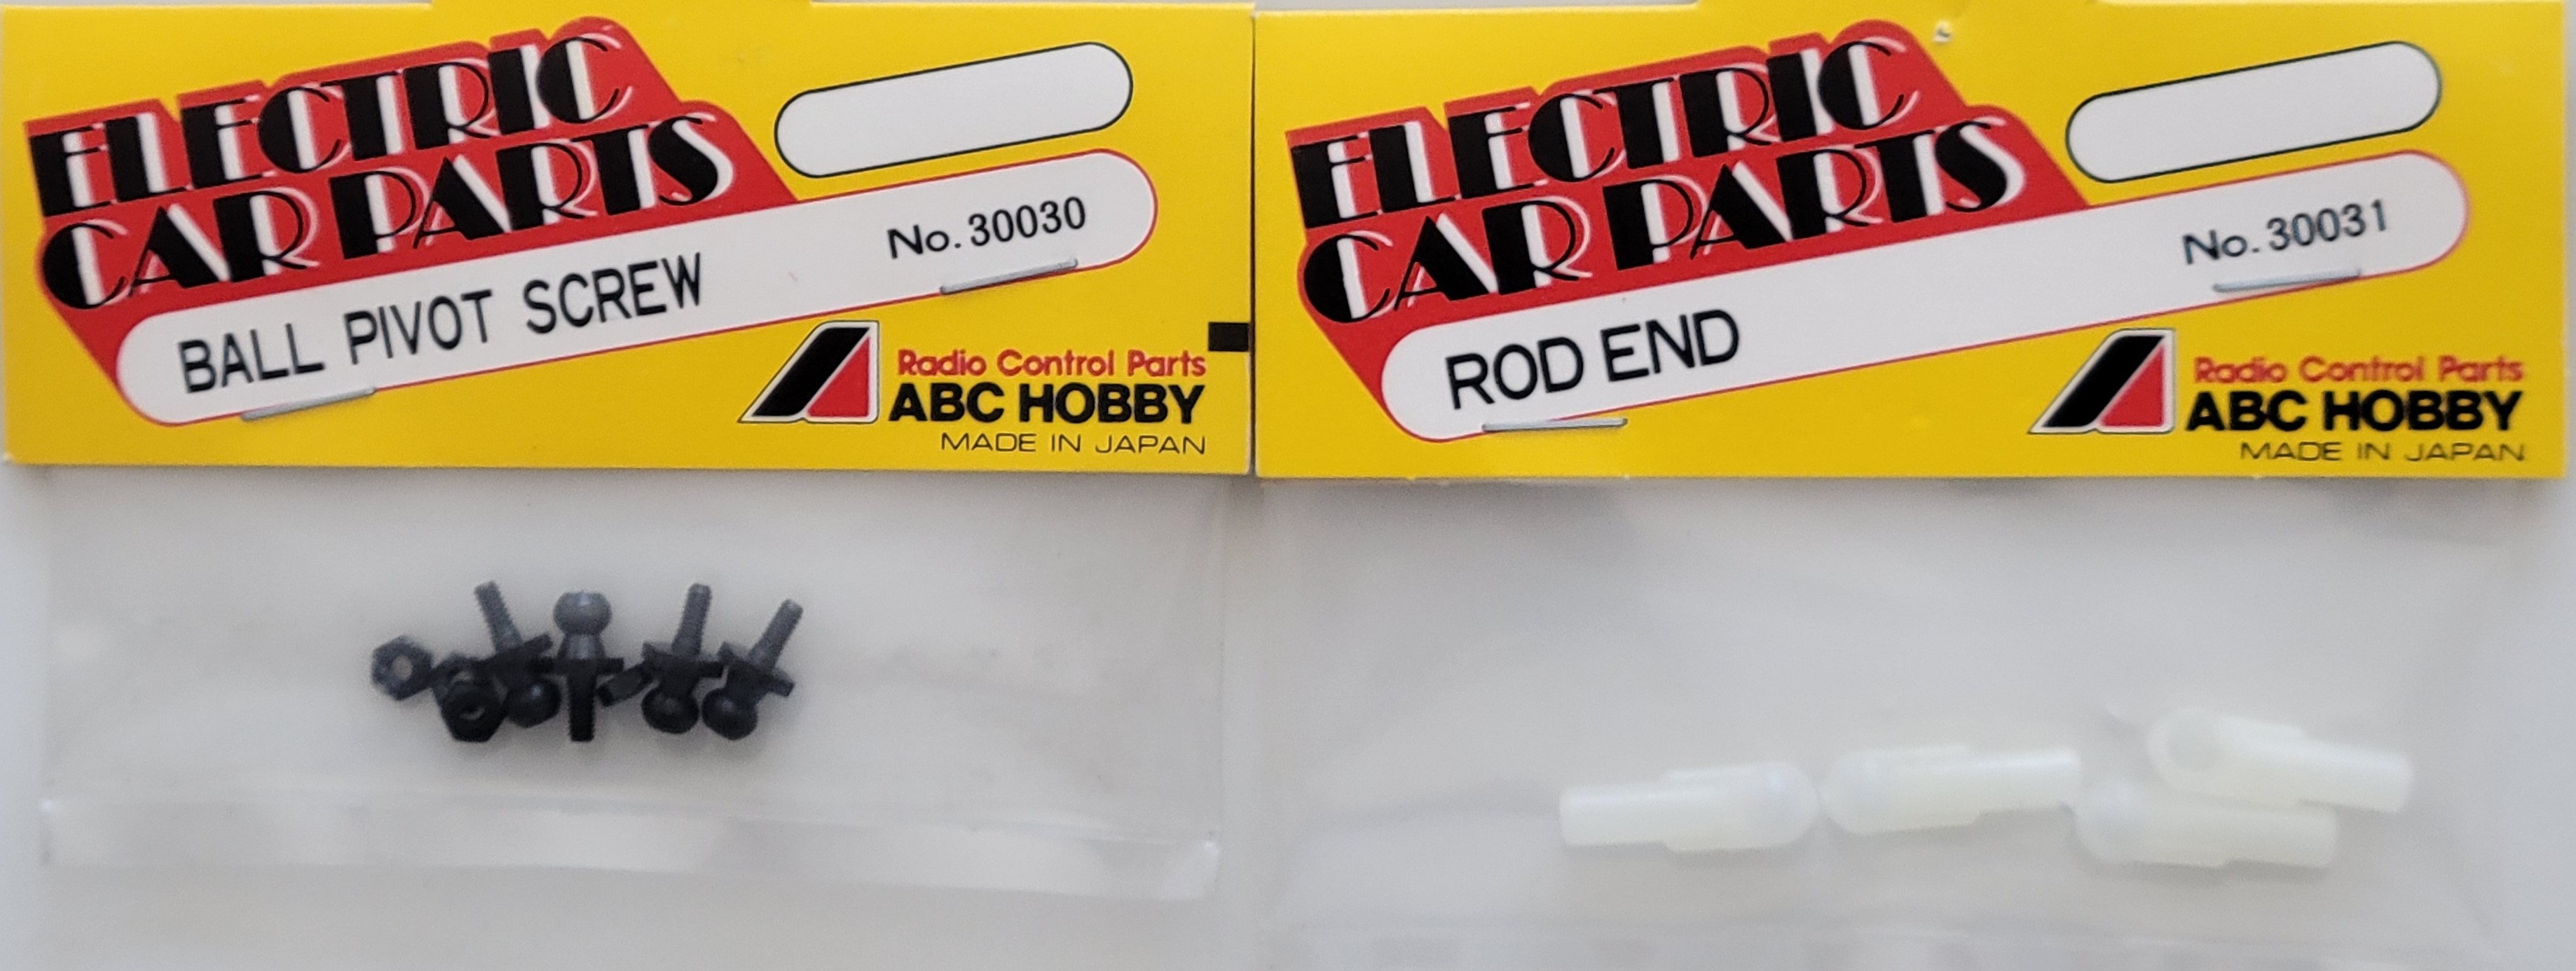 ELECTRIC
CAR PARTS
BALL PIVOT SCREW No.30030
Radio Control Parts
ABC HOBBY
MADE IN JAPAN
ELECTRIC
CAR PARTS
ROD END No.30031
Radio Control Parts
ABC HOBBY
MADE IN JAPAN